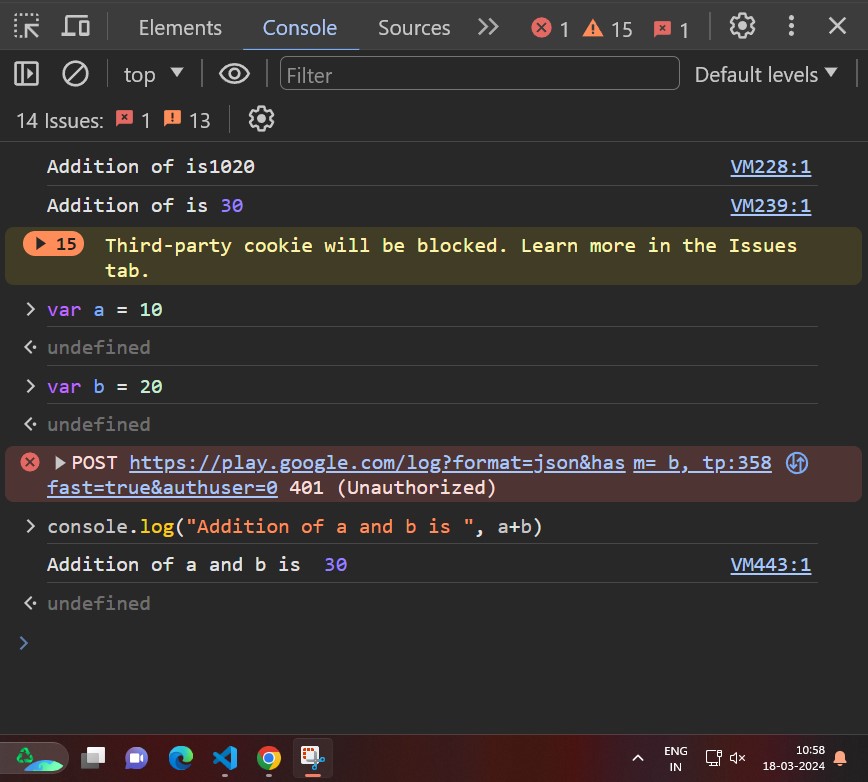 Elements Console Sources 1 15 1
top Filter Default levels
14 Issues: 1 13
Addition of is1020 VM228:1
Addition of is 30 VM239:1
15 Third-party cookie will be blocked. Learn more in the Issues
tab.
> var a = 10
undefined
> var b = 20
undefined
POST https://play.google.com/log?format=json&has m= b, tp:358
fast=true&authuser=0 401 (Unauthorized)
> console.log("Addition of a and b is ", a+b)
Addition of a and b is  30 VM443:1
undefined
>
ENG 10:58
IN 18-03-2024